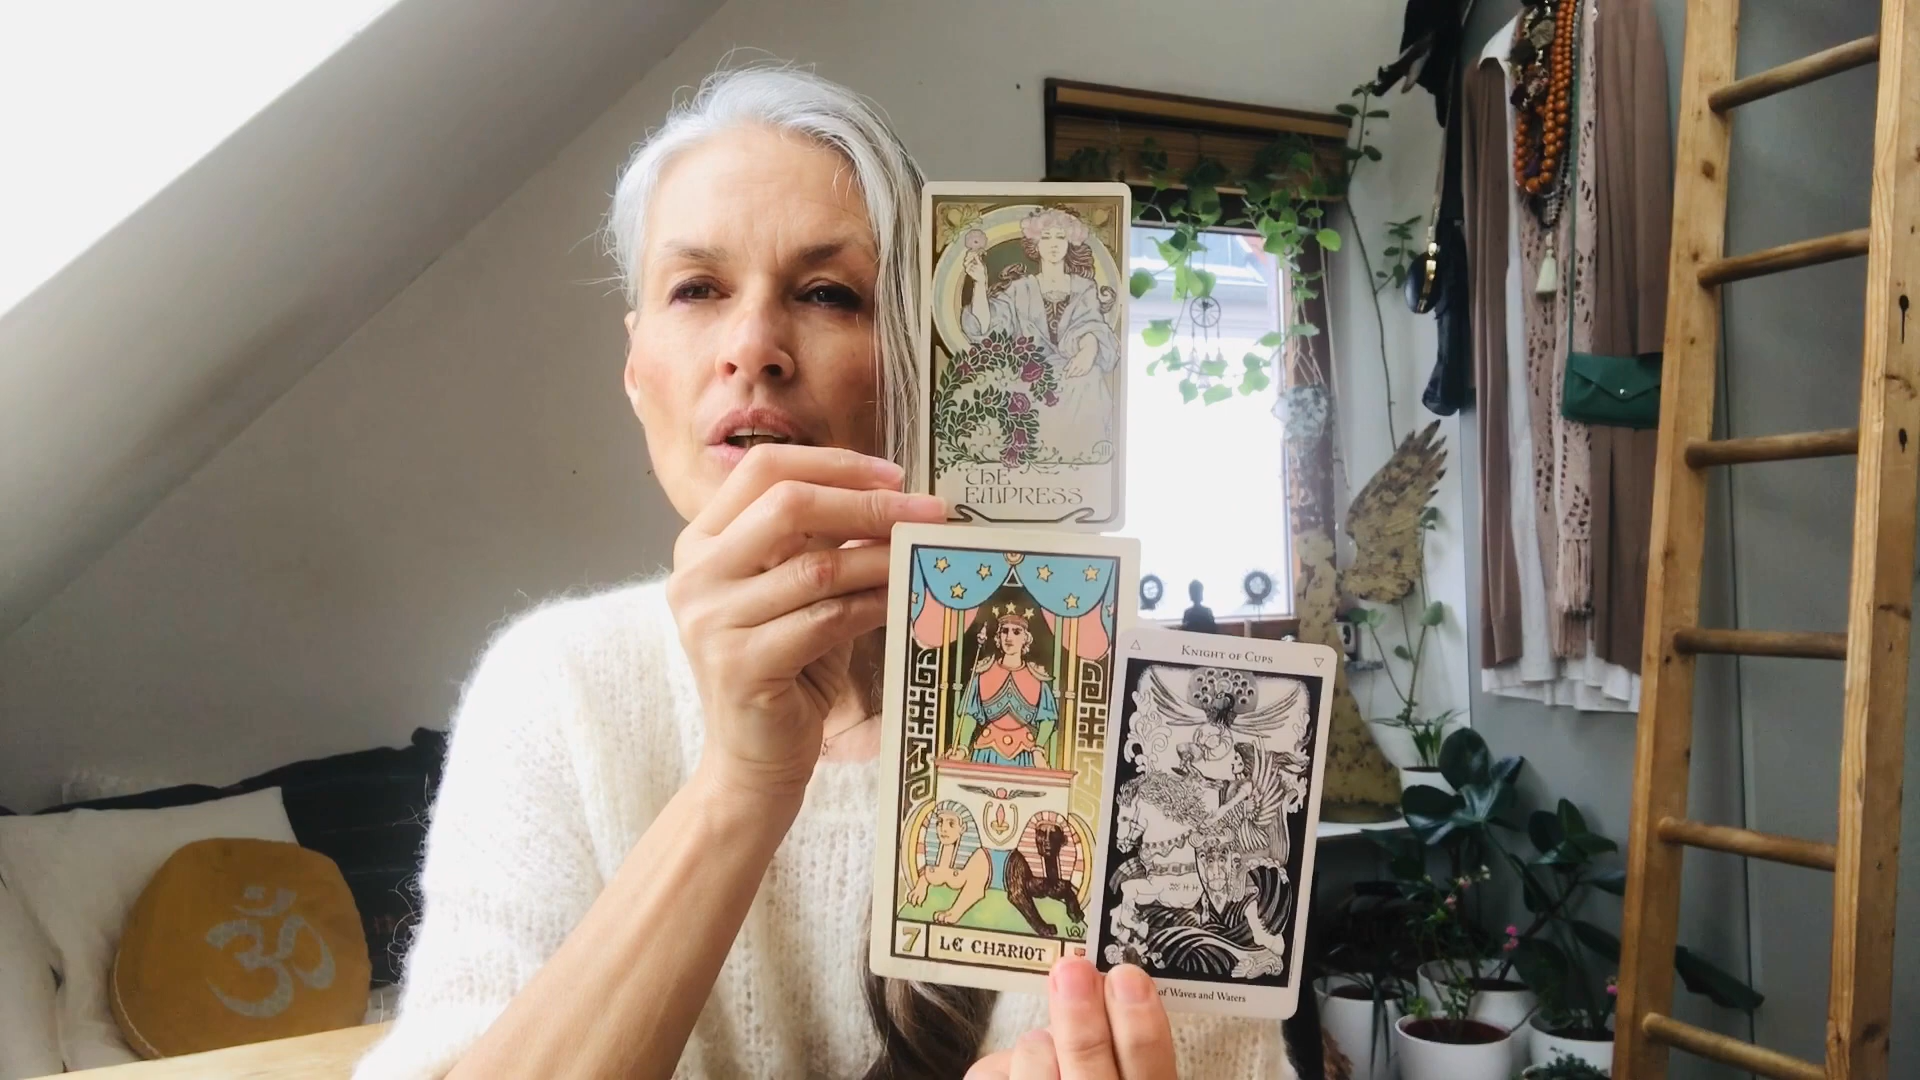 THE
EMPRESS
7 LE CHARIOT
KNIGHT OF CUPS
of Waves and Waters